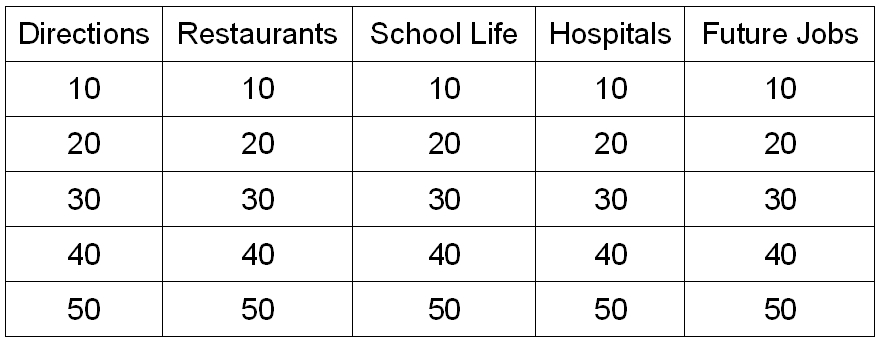 Directions Restaurants School Life Hospitals Future Jobs
10 10 10 10 10
20 20 20 20 20
30 30 30 30 30
40 40 40 40 40
50 50 50 50 50